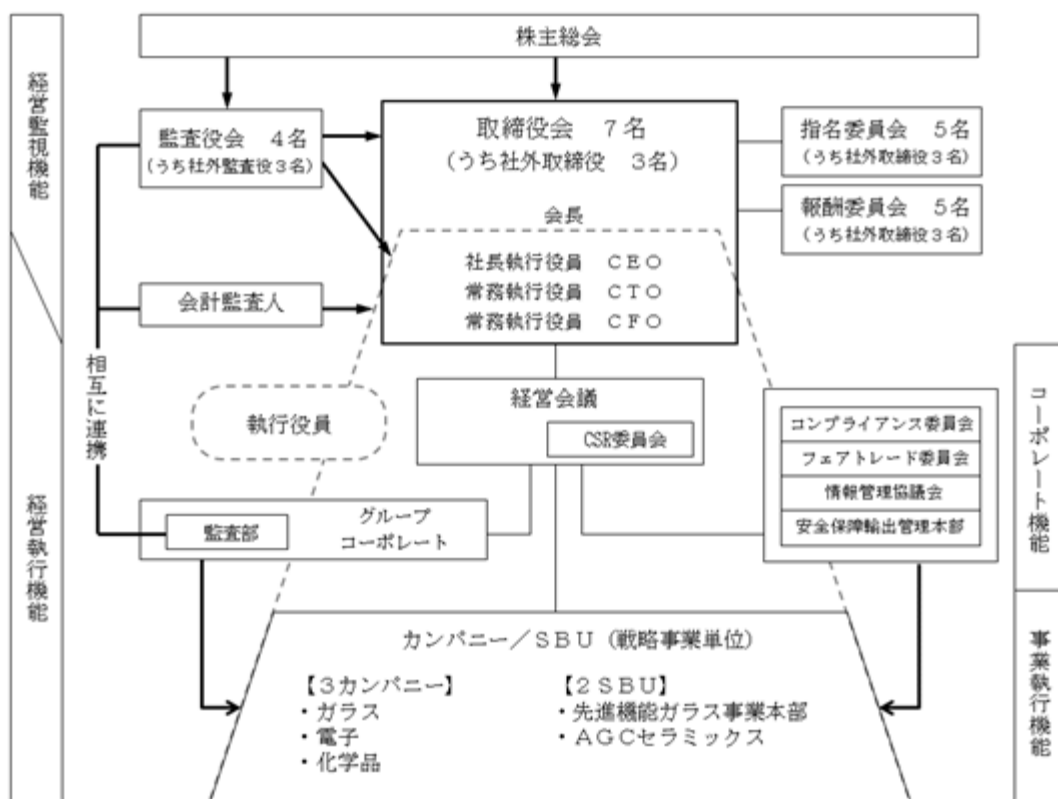 株主総会
経営監視機能
監査役会　４名
(うち社外監査役３名)
取締役会　７名
(うち社外取締役　３名)
指名委員会　５名
(うち社外取締役３名)
報酬委員会　５名
(うち社外取締役３名)
会長
社長執行役員　ＣＥＯ
常務執行役員　ＣＴＯ
常務執行役員　ＣＦＯ
会計監査人
相互に連携
執行役員
経営会議
CSR委員会
コンプライアンス委員会
フェアトレード委員会
情報管理協議会
安全保障輸出管理本部
コーポレート機能
経営執行機能
監査部
グループ
コーポレート
事業執行機能
カンパニー／ＳＢＵ（戦略事業単位）
【３カンパニー】
・ガラス
・電子
・化学品
【２ＳＢＵ】
・先進機能ガラス事業本部
・ＡＧＣセラミックス